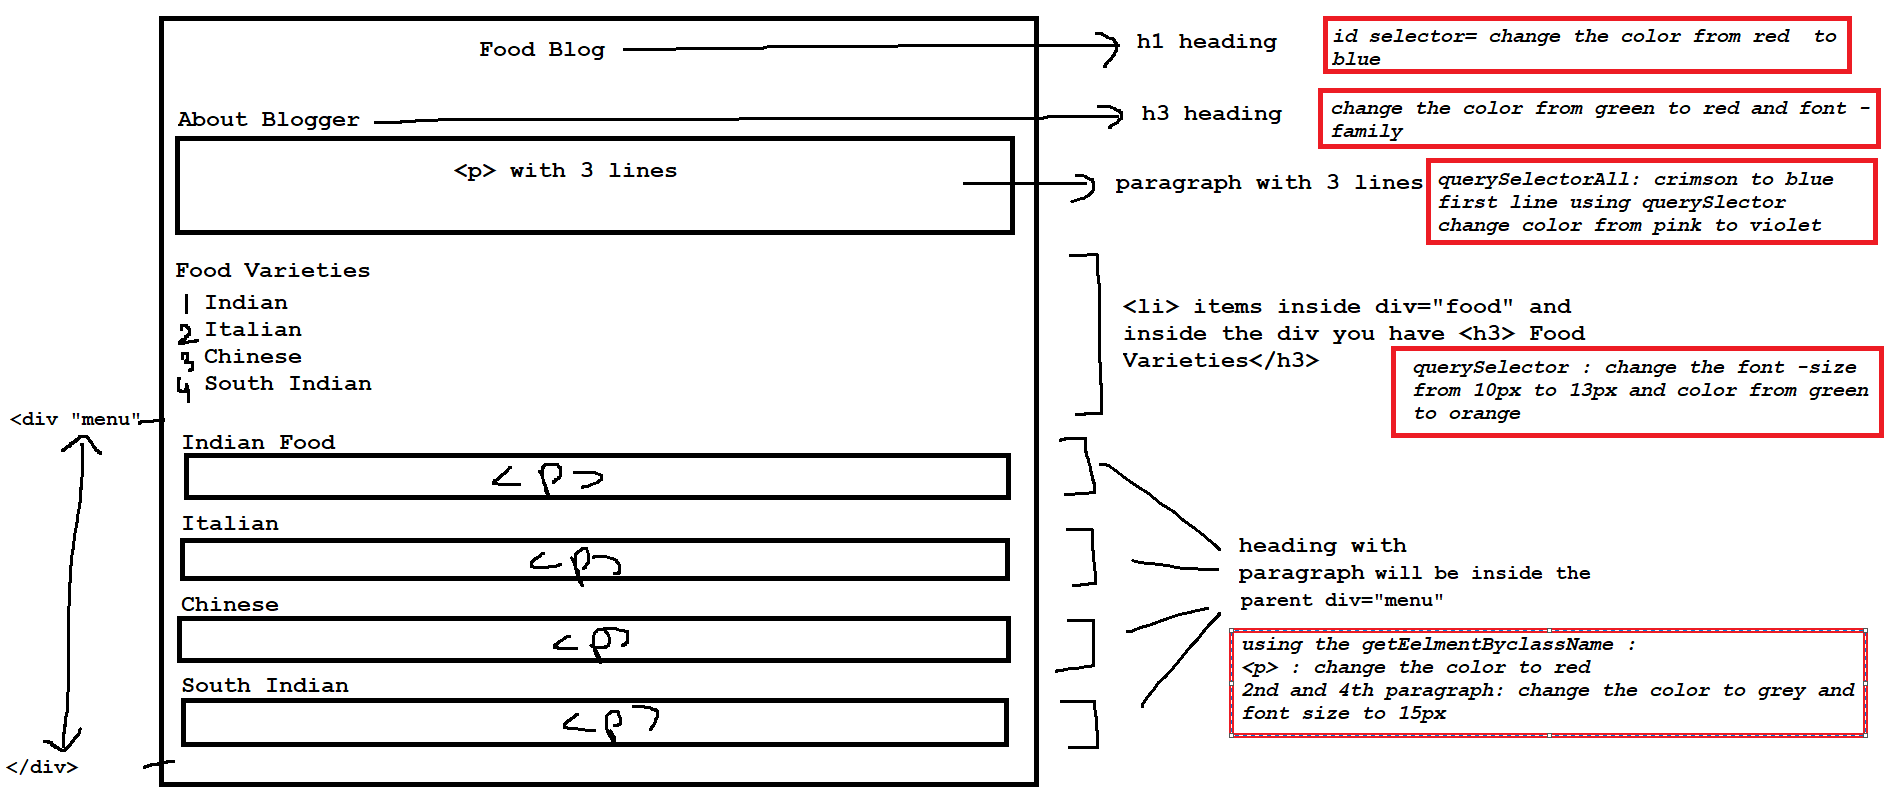 Food Blog
h1 heading
id selector= change the color from red  to
blue
About Blogger
h3 heading
change the color from green to red and font -
family
<p> with 3 lines
paragraph with 3 lines
querySelectorAll: crimson to blue
first line using querySlector
change color from pink to violet
Food Varieties
1 Indian
2 Italian
3 Chinese
4 South Indian
<li> items inside div="food" and
inside the div you have <h3> Food
Varieties</h3>
querySelector : change the font -size
from 10px to 13px and color from green
to orange
<div "menu"
Indian Food
<p>
Italian
<p>
Chinese
<p>
South Indian
<p>
</div>
heading with
paragraph will be inside the
parent div="menu"
using the getEelmentByclassName :
<p> : change the color to red
2nd and 4th paragraph: change the color to grey and
font size to 15px